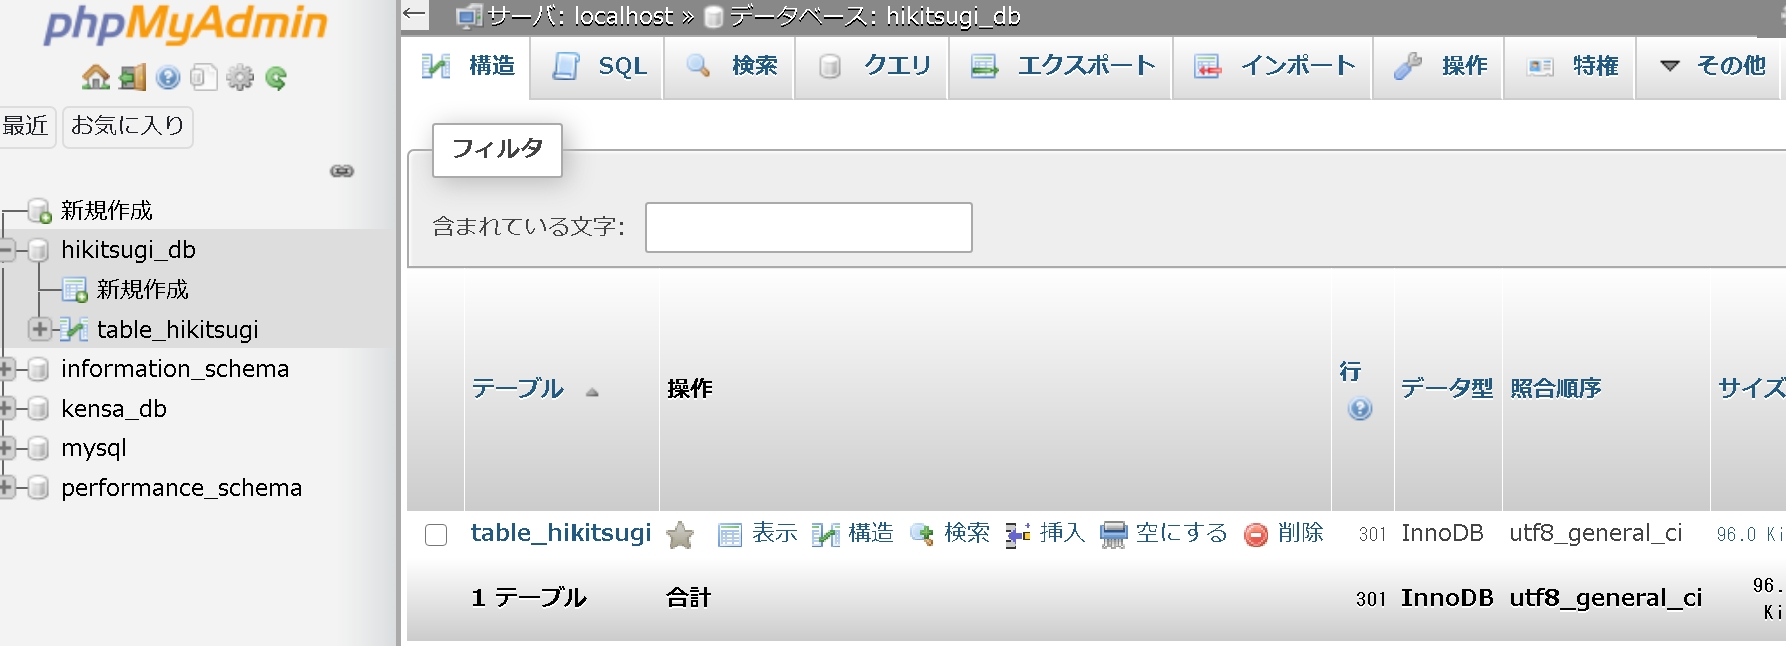 phpMyAdmin
最近 お気に入り
新規作成
hikitsugi_db
新規作成
table_hikitsugi
information_schema
kensa_db
mysql
performance_schema
サーバ: localhost » データベース: hikitsugi_db
構造 SQL 検索 クエリ エクスポート インポート 操作 特権 その他
フィルタ
含まれている文字:
テーブル 操作 行 データ型 照合順序 サイズ
table_hikitsugi 表示 構造 検索 挿入 空にする 削除 301 InnoDB utf8_general_ci 96.0 Ki
1 テーブル 合計 301 InnoDB utf8_general_ci 96.
Ki